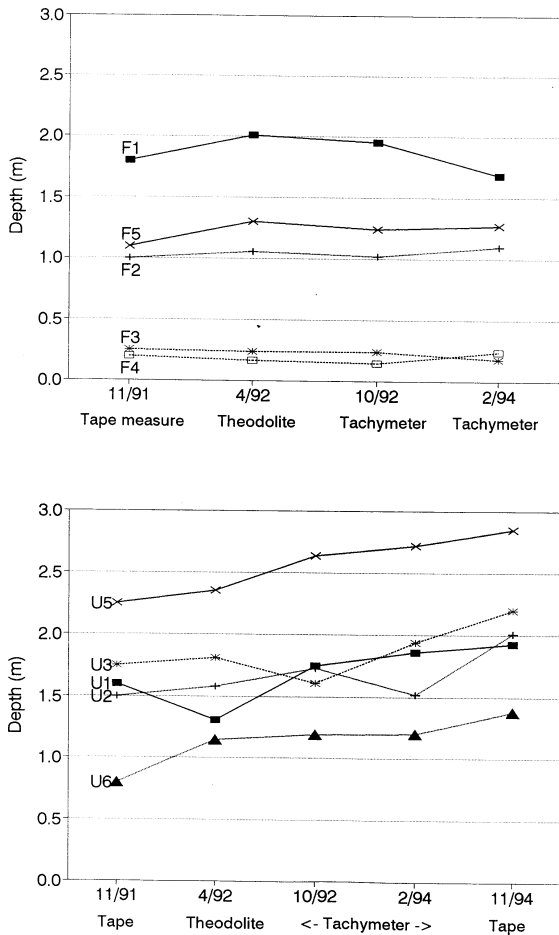 3.0
2.5
2.0
1.5
1.0
0.5
0.0
Depth (m)
F1
F5
F2
F3
F4
11/91 4/92 10/92 2/94
Tape measure Theodolite Tachymeter Tachymeter
3.0
2.5
2.0
1.5
1.0
0.5
0.0
Depth (m)
U5
U3
U1
U2
U6
11/91 4/92 10/92 2/94 11/94
Tape Theodolite <- Tachymeter -> Tape